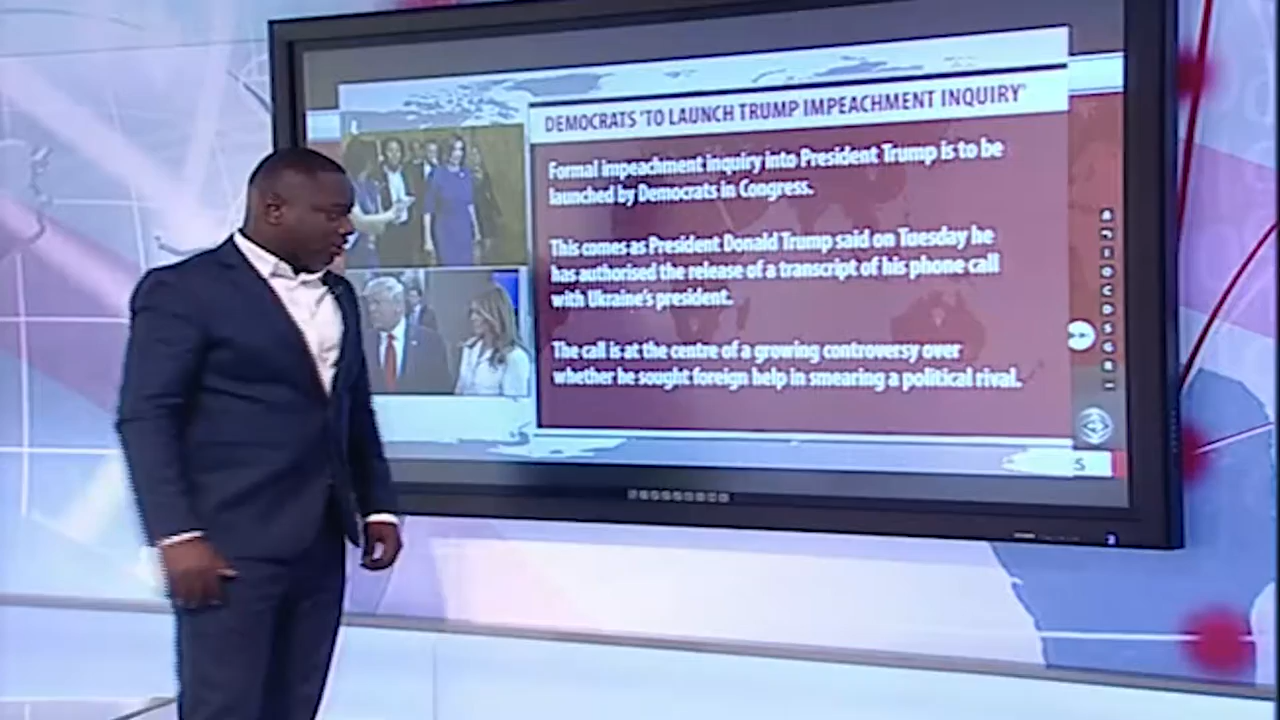 DEMOCRATS 'TO LAUNCH TRUMP IMPEACHMENT INQUIRY'
Formal impeachment inquiry into President Trump is to be
launched by Democrats in Congress.
This comes as President Donald Trump said on Tuesday he
has authorised the release of a transcript of his phone call
with Ukraine's president.
The call is at the centre of a growing controversy over
whether he sought foreign help in smearing a political rival.
5